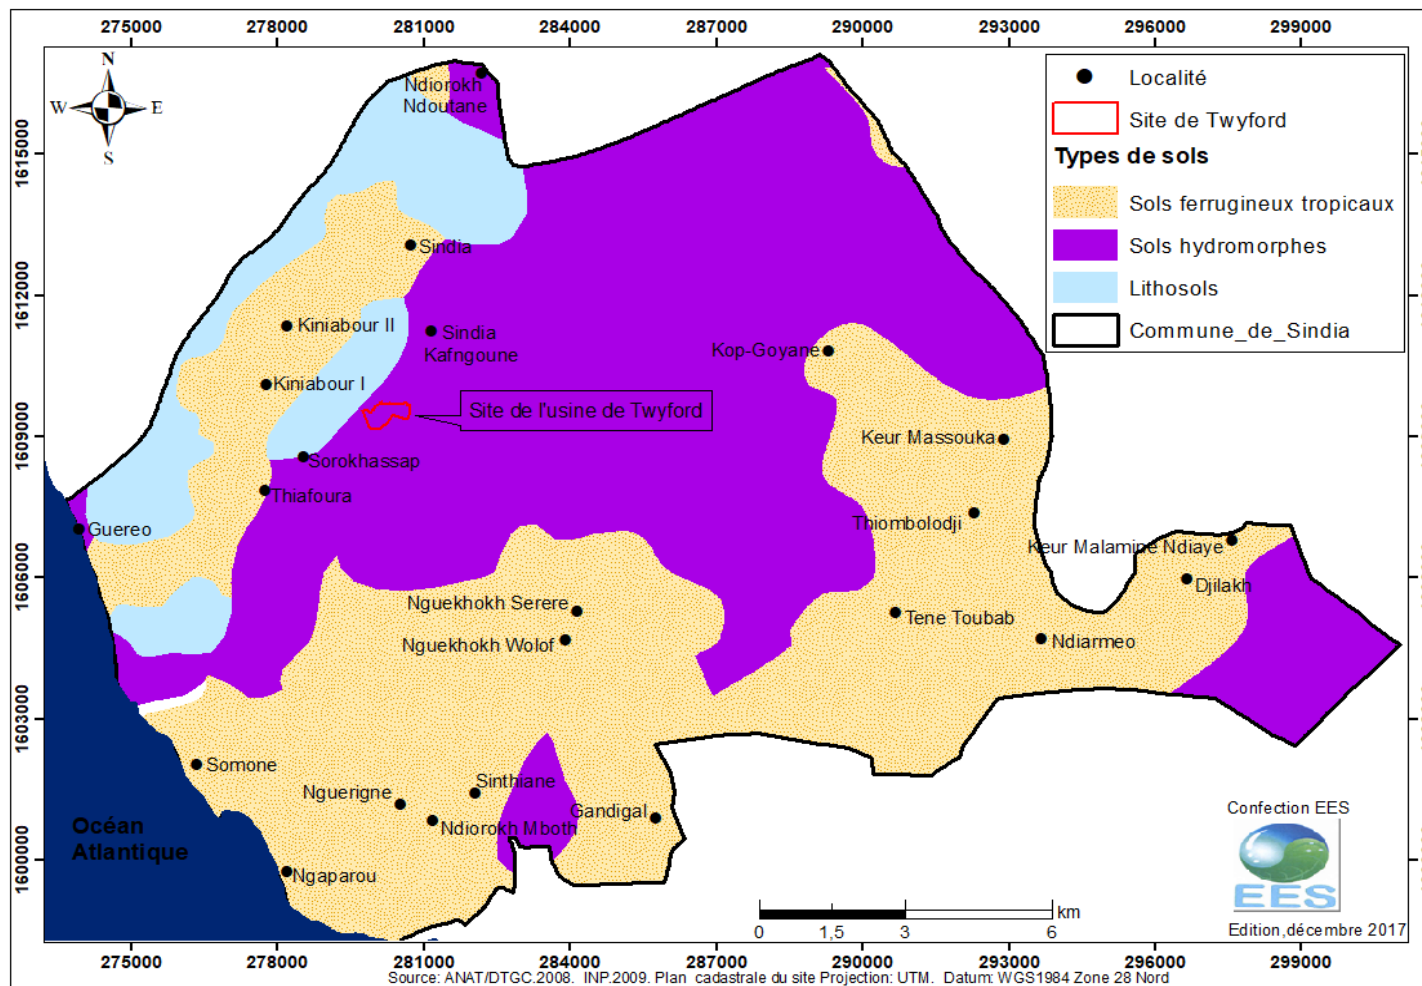 275000 278000 281000 284000 287000 290000 293000 296000 299000
N
W E
S
Localité
Site de Twyford
Types de sols
Sols ferrugineux tropicaux
Sols hydromorphes
Lithosols
Commune_de_Sindia
1615000
1612000
1609000
1606000
1603000
1600000
Ndiorokh
Ndoutane
Sindia
Kiniabour II
Sindia
Kafngoune
Kop-Goyane
Kiniabour I
Site de l'usine de Twyford
Keur Massouka
Sorokhassap
Thiafoura
Thiombolodji
Guereo
Keur Malamine Ndiaye
Djilakh
Nguekhokh Serere
Tene Toubab
Nguekhokh Wolof
Ndiarmeo
Somone
Sinthiane
Nguerigne
Gandigal
Ndiorokh Mboth
Océan
Atlantique
Ngaparou
Confection EES
EES
Edition,décembre 2017
km
0 1,5 3 6
275000 278000 281000 284000 287000 290000 293000 296000 299000
Source: ANAT/DTGC.2008. INP.2009. Plan cadastrale du site Projection: UTM. Datum: WGS1984 Zone 28 Nord